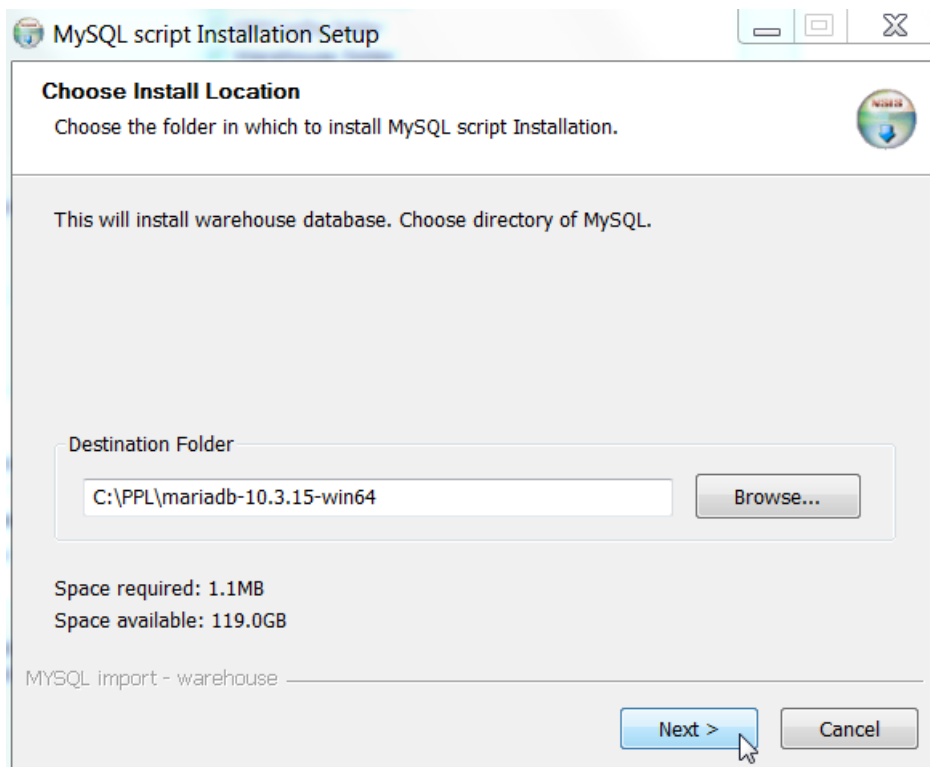 MySQL script Installation Setup
Choose Install Location
Choose the folder in which to install MySQL script Installation.
NSIS
This will install warehouse database. Choose directory of MySQL.
Destination Folder
C:\PPL\mariadb-10.3.15-win64
Browse...
Space required: 1.1MB
Space available: 119.0GB
MYSQL import - warehouse
Next >
Cancel